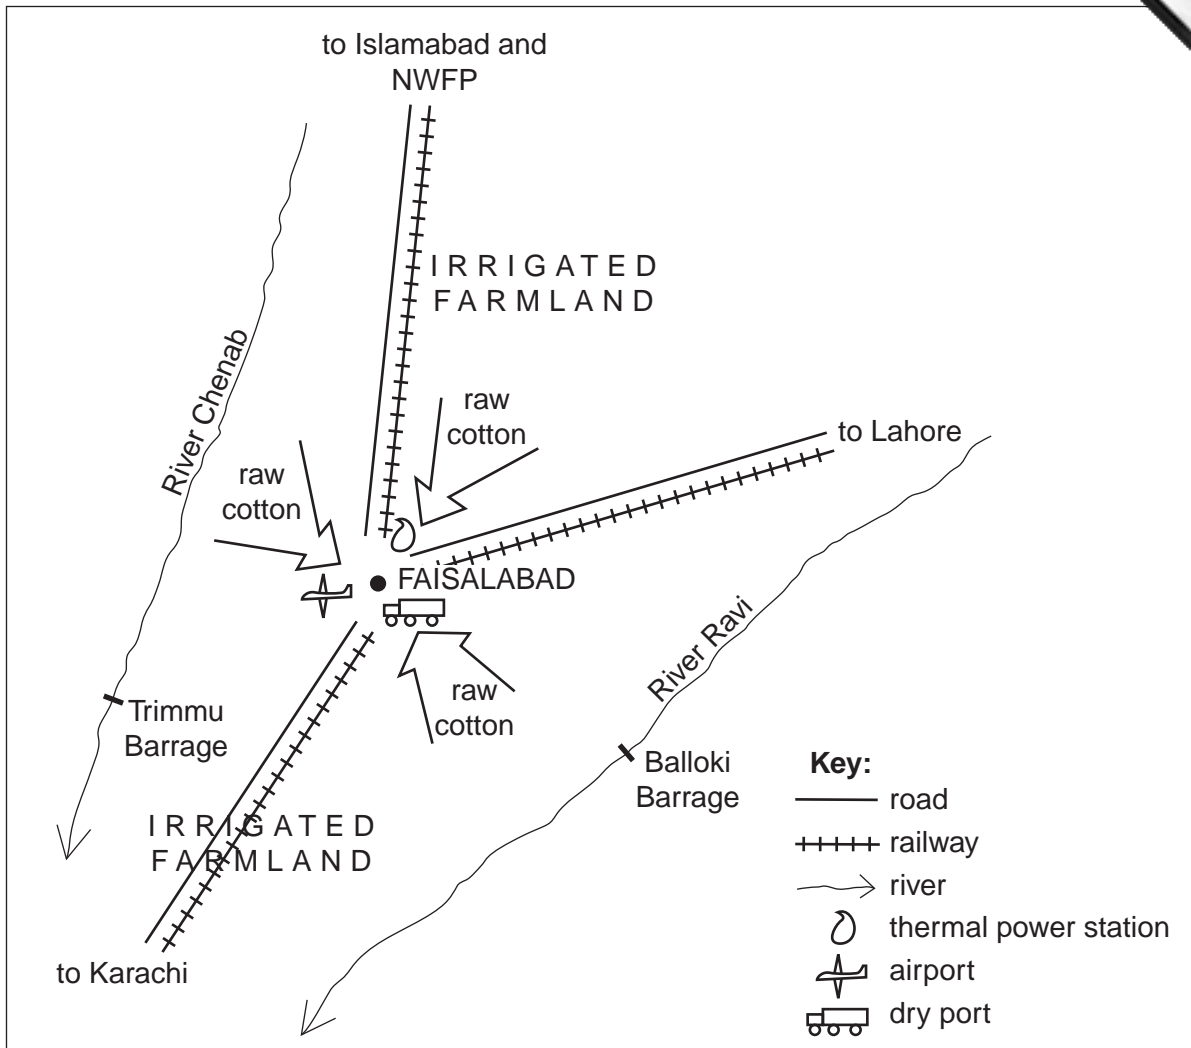 to Islamabad and
NWFP
IRRIGATED
FARMLAND
River Chenab
raw
cotton
to Lahore
raw
cotton
FAISALABAD
River Ravi
raw
cotton
Trimmu
Barrage
Balloki
Barrage
IRRIGATED
FARMLAND
to Karachi
Key:
road
railway
river
thermal power station
airport
dry port